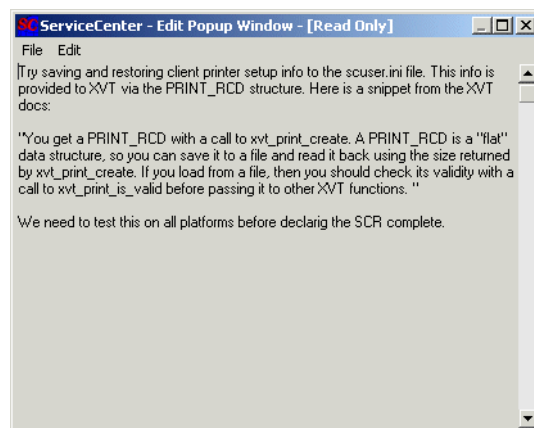 SC ServiceCenter - Edit Popup Window - [Read Only]
File Edit
Try saving and restoring client printer setup info to the scuser.ini file. This info is
provided to XVT via the PRINT_RCD structure. Here is a snippet from the XVT
docs:
"You get a PRINT_RCD with a call to xvt_print_create. A PRINT_RCD is a "flat"
data structure, so you can save it to a file and read it back using the size returned
by xvt_print_create. If you load from a file, then you should check its validity with a
call to xvt_print_is_valid before passing it to other XVT functions. "
We need to test this on all platforms before declarig the SCR complete.